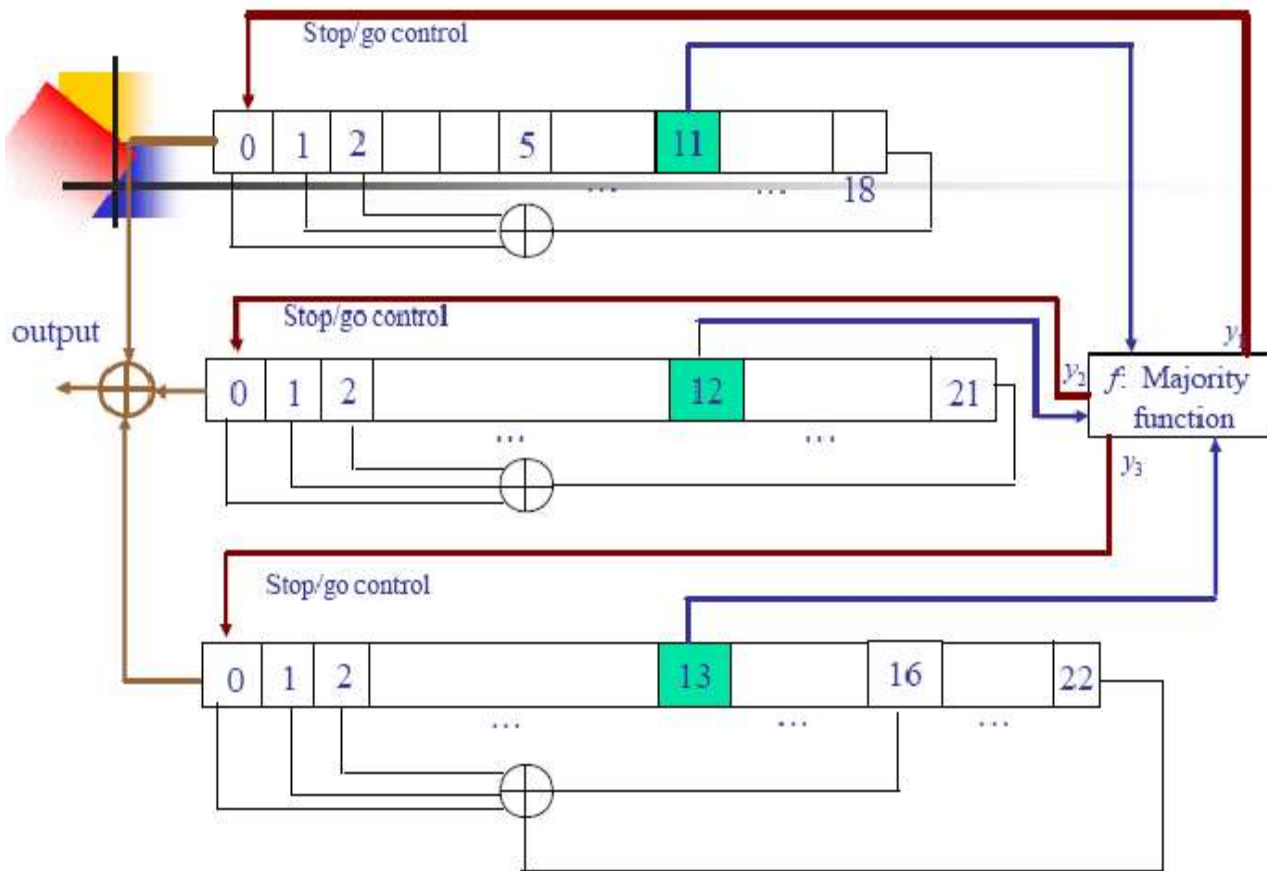 Stop/go control
0 1 2 5 11
... ... 18
Stop/go control
output
y1
y2
f: Majority
function
0 1 2 12 21
... ...
y3
Stop/go control
0 1 2 13 16 22
... ... ...